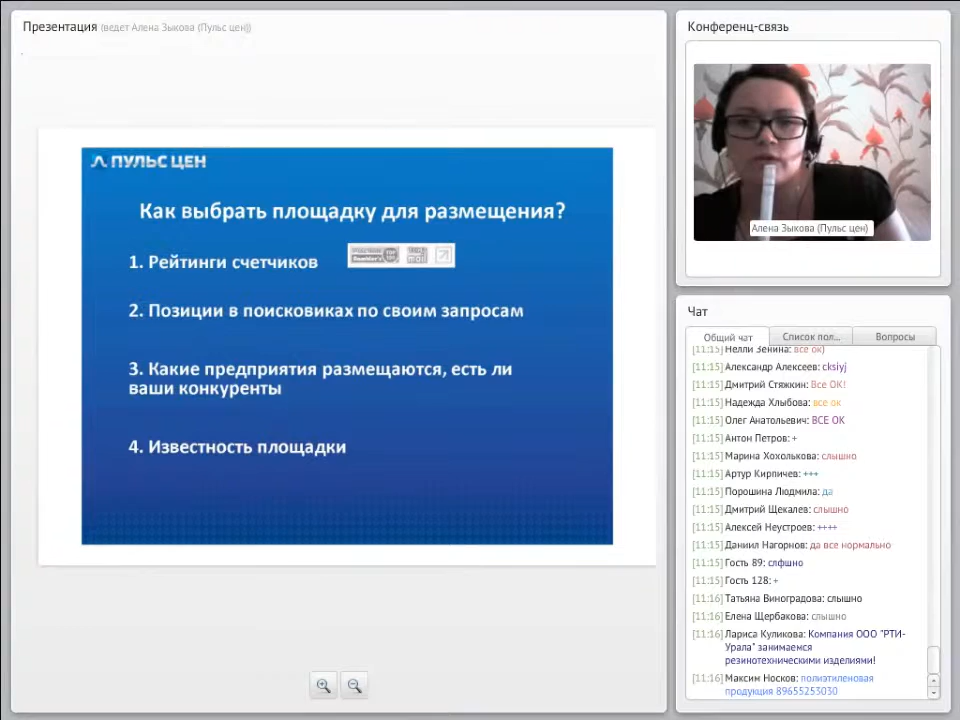 Презентация (ведет Алена Зыкова (Пульс цен))
ПУЛЬС ЦЕН
Как выбрать площадку для размещения?
1. Рейтинги счетчиков
2. Позиции в поисковиках по своим запросам
3. Какие предприятия размещаются, есть ли
ваши конкуренты
4. Известность площадки
Конференц-связь
Алена Зыкова (Пульс цен)
Чат
Общий чат
Список пол...
Вопросы
[11:15] Нелли Зенина: все ок)
[11:15] Александр Алексеев: cksiyj
[11:15] Дмитрий Стяжкин: Все ОК!
[11:15] Надежда Хлыбова: все ок
[11:15] Олег Анатольевич: ВСЕ ОК
[11:15] Антон Петров: +
[11:15] Марина Хохолькова: слышно
[11:15] Артур Кирпичев: +++
[11:15] Порошина Людмила: да
[11:15] Дмитрий Щекалев: слышно
[11:15] Алексей Неустроев: ++++
[11:15] Даниил Нагорнов: да все нормально
[11:15] Гость 89: слфшно
[11:15] Гость 128: +
[11:16] Татьяна Виноградова: слышно
[11:16] Елена Щербакова: слышно
[11:16] Лариса Куликова: Компания ООО "РТИ-
Урала" занимаемся
резинотехническими изделиями!
[11:16] Максим Носков: полиэтиленовая
продукция 89655253030